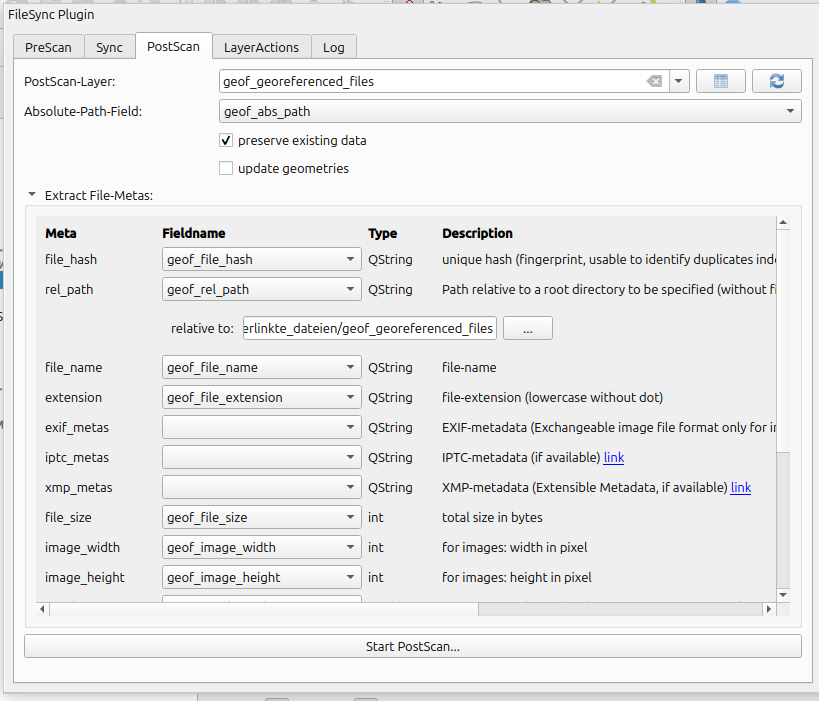 FileSync Plugin
PreScan Sync PostScan LayerActions Log
PostScan-Layer: geof_georeferenced_files
Absolute-Path-Field: geof_abs_path
preserve existing data
update geometries
Extract File-Metas:
Meta Fieldname Type Description
file_hash geof_file_hash QString unique hash (fingerprint, usable to identify duplicates ind
rel_path geof_rel_path QString Path relative to a root directory to be specified (without fi
relative to: erlinkte_dateien/geof_georeferenced_files ...
file_name geof_file_name QString file-name
extension geof_file_extension QString file-extension (lowercase without dot)
exif_metas QString EXIF-metadata (Exchangeable image file format only for i
iptc_metas QString IPTC-metadata (if available) link
xmp_metas QString XMP-metadata (Extensible Metadata, if available) link
file_size geof_file_size int total size in bytes
image_width geof_image_width int for images: width in pixel
image_height geof_image_height int for images: height in pixel
Start PostScan...